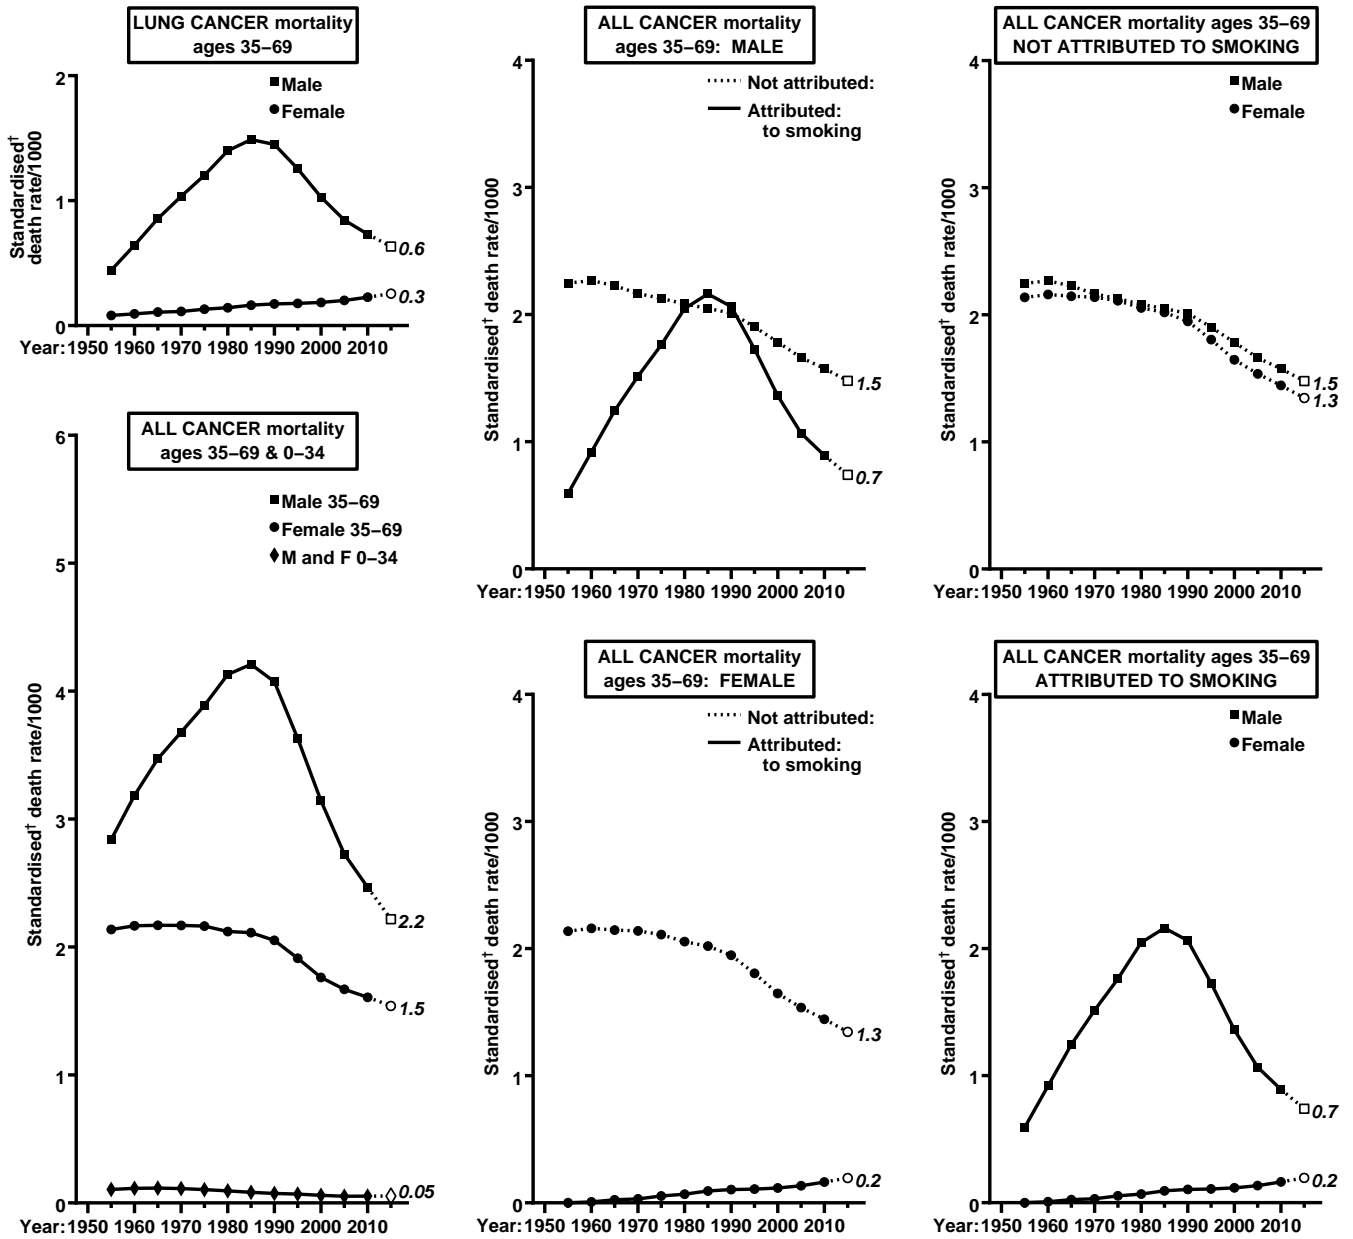 LUNG CANCER mortality
ages 35–69
Male
Female
Standardised†
death rate/1000
2
1
0
0.6
0.3
Year: 1950 1960 1970 1980 1990 2000 2010
ALL CANCER mortality
ages 35–69: MALE
Not attributed:
Attributed:
to smoking
Standardised† death rate/1000
4
3
2
1
0
1.5
0.7
Year: 1950 1960 1970 1980 1990 2000 2010
ALL CANCER mortality ages 35–69
NOT ATTRIBUTED TO SMOKING
Male
Female
Standardised† death rate/1000
4
3
2
1
0
1.5
1.3
Year: 1950 1960 1970 1980 1990 2000 2010
ALL CANCER mortality
ages 35–69 & 0–34
Male 35–69
Female 35–69
M and F 0–34
Standardised† death rate/1000
6
5
4
3
2
1
0
2.2
1.5
0.05
Year: 1950 1960 1970 1980 1990 2000 2010
ALL CANCER mortality
ages 35–69: FEMALE
Not attributed:
Attributed:
to smoking
Standardised† death rate/1000
4
3
2
1
0
1.3
0.2
Year: 1950 1960 1970 1980 1990 2000 2010
ALL CANCER mortality ages 35–69
ATTRIBUTED TO SMOKING
Male
Female
Standardised† death rate/1000
4
3
2
1
0
0.7
0.2
Year: 1950 1960 1970 1980 1990 2000 2010